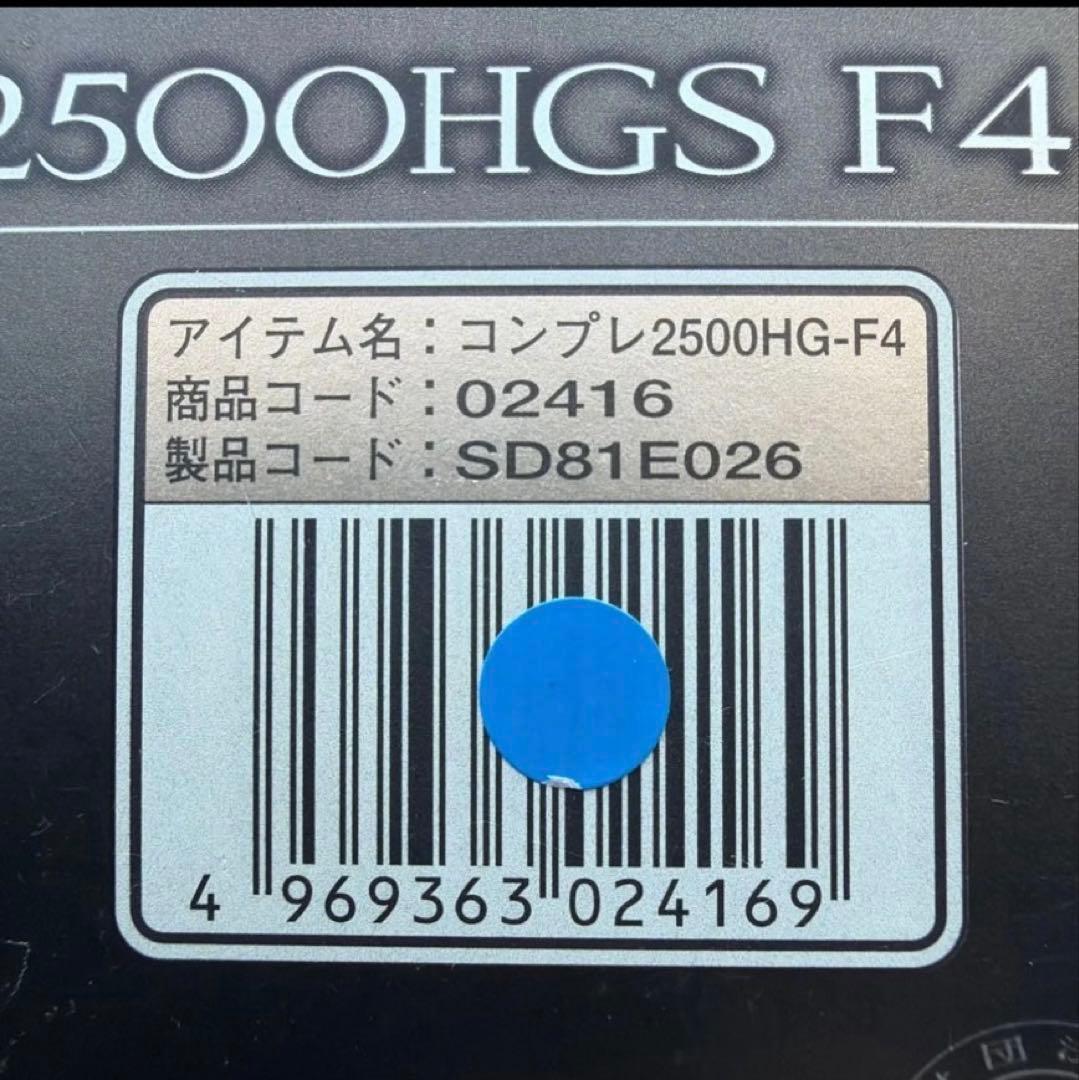 2500HGS F4
アイテム名：コンプレ2500HG-F4
商品コード：02416
製品コード：SD81E026
4 969363 024169
団